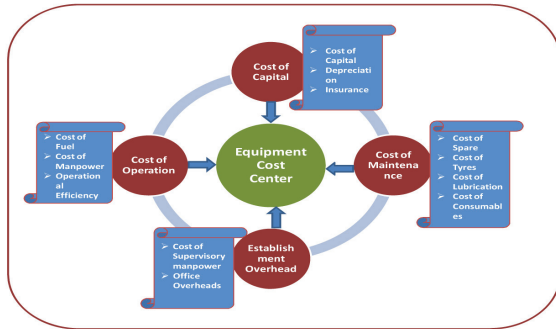 Cost of
Capital
➢ Cost of
Capital
➢ Depreciati
on
➢ Insurance
➢ Cost of
Fuel
➢ Cost of
Manpower
➢ Operation
al
Efficiency
Cost of
Operation
Equipment
Cost
Center
Cost of
Maintena
nce
➢ Cost of
Spare
➢ Cost of
Tyres
➢ Cost of
Lubrication
➢ Cost of
Consumabl
es
➢ Cost of
Supervisory
manpower
➢ Office
Overheads
Establish
ment
Overhead